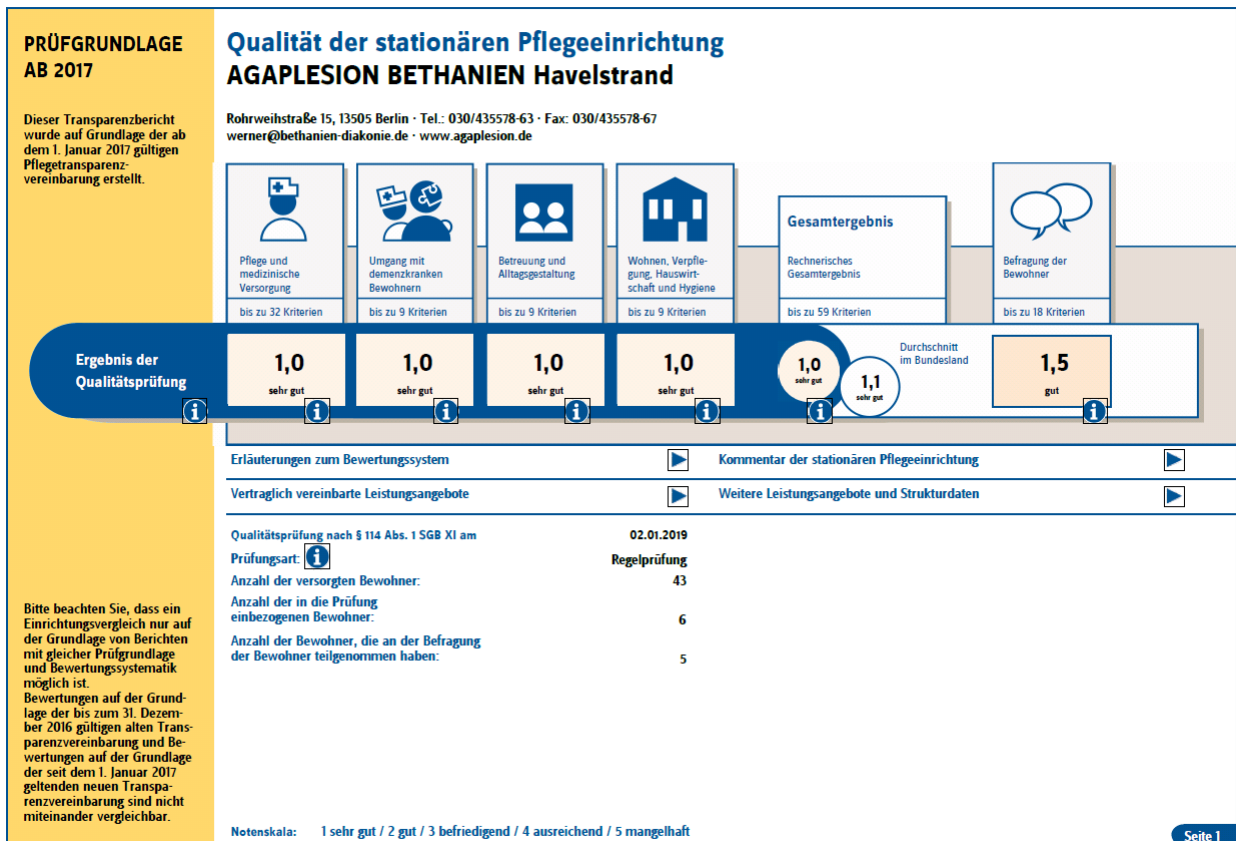 PRÜFGRUNDLAGE
AB 2017
Dieser Transparenzbericht
wurde auf Grundlage der ab
dem 1. Januar 2017 gültigen
Pflegetransparenz-
vereinbarung erstellt.
Qualität der stationären Pflegeeinrichtung
AGAPLESION BETHANIEN Havelstrand
Rohrweihstraße 15, 13505 Berlin · Tel.: 030/435578-63 · Fax: 030/435578-67
werner@bethanien-diakonie.de · www.agaplesion.de
Pflege und
medizinische
Versorgung
bis zu 32 Kriterien
Umgang mit
demenzkranken
Bewohnern
bis zu 9 Kriterien
Betreuung und
Alltagsgestaltung
bis zu 9 Kriterien
Wohnen, Verpfle-
gung, Hauswirt-
schaft und Hygiene
bis zu 9 Kriterien
Gesamtergebnis
Rechnerisches
Gesamtergebnis
bis zu 59 Kriterien
Befragung der
Bewohner
bis zu 18 Kriterien
Ergebnis der
Qualitätsprüfung
1,0
sehr gut
1,0
sehr gut
1,0
sehr gut
1,0
sehr gut
1,0
sehr gut
1,1
sehr gut
Durchschnitt
im Bundesland
1,5
gut
Erläuterungen zum Bewertungssystem
Kommentar der stationären Pflegeeinrichtung
Vertraglich vereinbarte Leistungsangebote
Weitere Leistungsangebote und Strukturdaten
Qualitätsprüfung nach § 114 Abs. 1 SGB XI am 02.01.2019
Prüfungsart: i Regelprüfung
Anzahl der versorgten Bewohner: 43
Anzahl der in die Prüfung
einbezogenen Bewohner: 6
Anzahl der Bewohner, die an der Befragung
der Bewohner teilgenommen haben: 5
Bitte beachten Sie, dass ein
Einrichtungsvergleich nur auf
der Grundlage von Berichten
mit gleicher Prüfgrundlage
und Bewertungssystematik
möglich ist.
Bewertungen auf der Grund-
lage der bis zum 31. Dezem-
ber 2016 gültigen alten Trans-
parenzvereinbarung und Be-
wertungen auf der Grundlage
der seit dem 1. Januar 2017
geltenden neuen Transpa-
renzvereinbarung sind nicht
miteinander vergleichbar.
Notenskala: 1 sehr gut / 2 gut / 3 befriedigend / 4 ausreichend / 5 mangelhaft
Seite 1